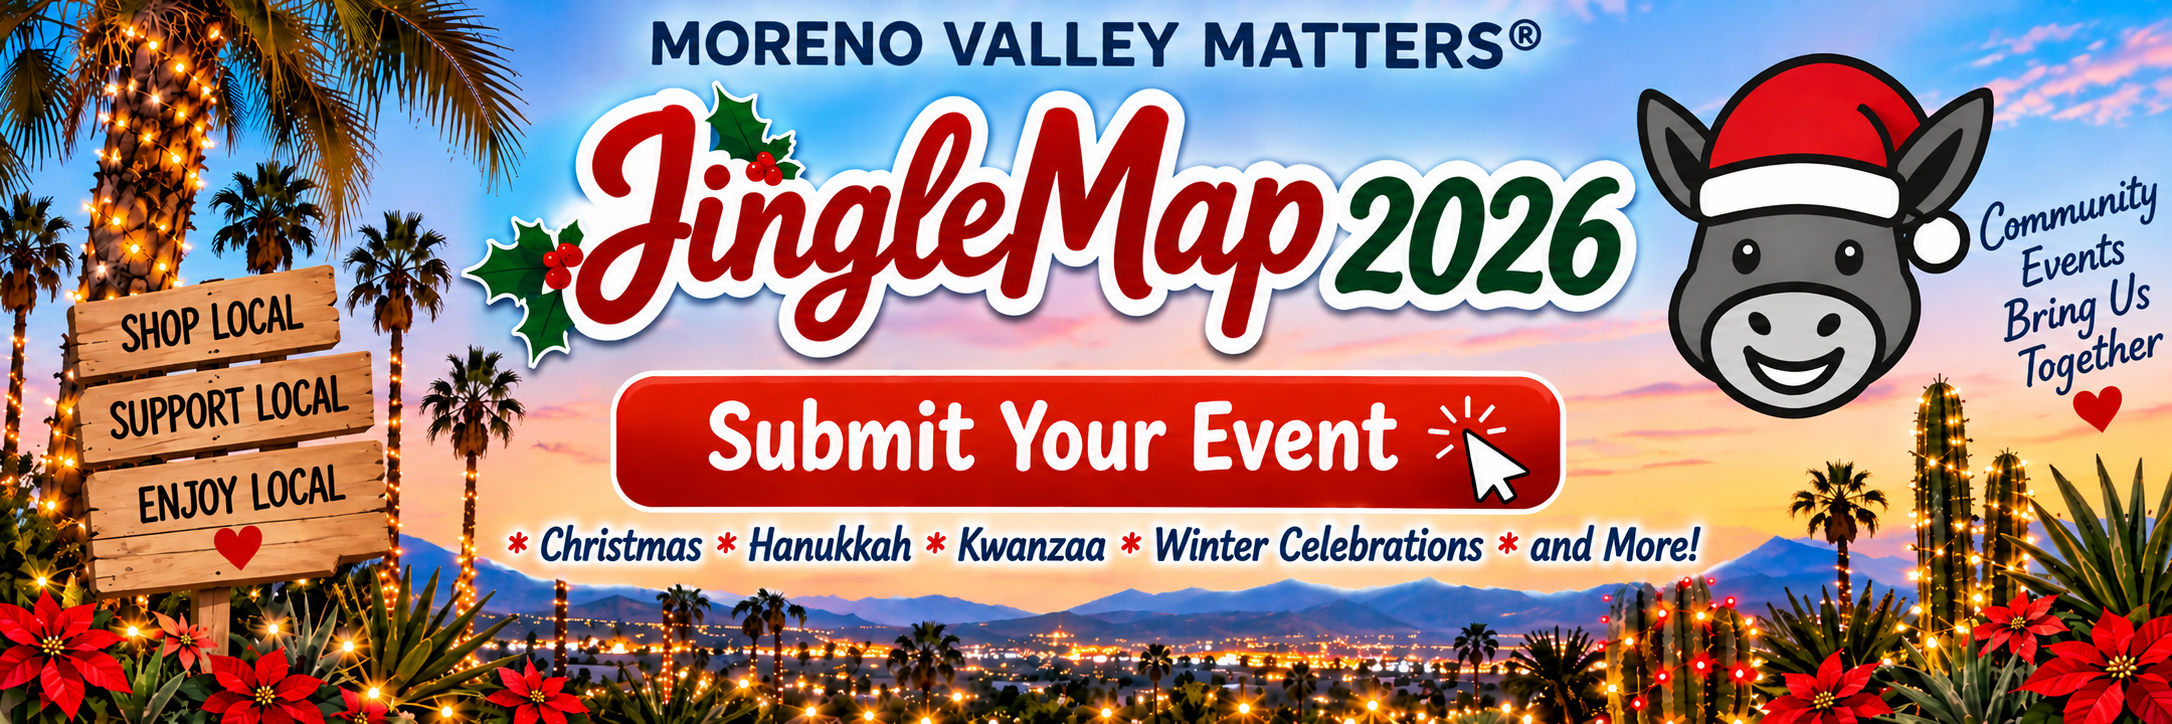 MORENO VALLEY MATTERS®
JingleMap 2026
Submit Your Event
* Christmas * Hanukkah * Kwanzaa * Winter Celebrations * and More!
SHOP LOCAL
SUPPORT LOCAL
ENJOY LOCAL
Community
Events
Bring Us
Together